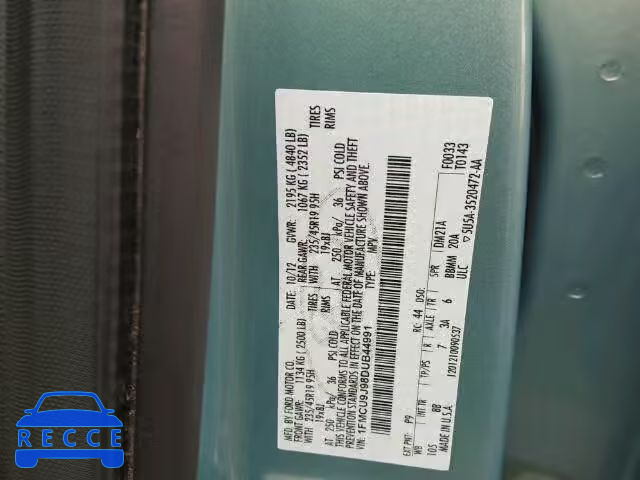 MFD. BY FORD MOTOR CO.
DATE: 10/12 GVWR: 2195 KG ( 4840 LB)
FRONT GAWR: 1134 KG ( 2500 LB) REAR GAWR: 1067 KG ( 2352 LB)
WITH 235/45R19 95H TIRES WITH 235/45R19 95H TIRES
19x8J RIMS 19x8J RIMS
AT 250 kPa/ 36 PSI COLD AT 250 kPa/ 36 PSI COLD
THIS VEHICLE CONFORMS TO ALL APPLICABLE FEDERAL MOTOR VEHICLE SAFETY AND THEFT
PREVENTION STANDARDS IN EFFECT ON THE DATE OF MANUFACTURE SHOWN ABOVE.
VIN: 1FMCU9J98DUB44991
TYPE: MPV
F0033
T0143
EXT PNT: P9 RC: 44 DSO:
WB INT TR TP/PS R AXLE TR SPR DM21A
105 7 3A 6 BBMM 20A
MADE IN U.S.A. 120121009053 ULC
5U5A-3520472-AA
RECCE